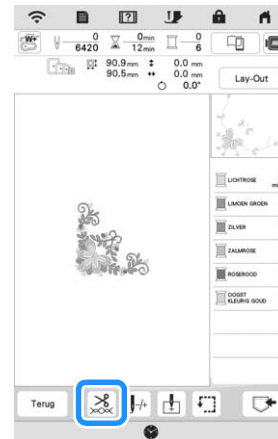 W+ 0 0min 0
6420 12min 6
90.9mm 0.0 mm
90.5mm 0.0 mm
0.0°
Lay-Out
LICHTROSE
LIMOEN GROEN
ZILVER
ZALMROSE
ROSEROOD
OOGST
KLEURIG GOUD
Terug
-/+